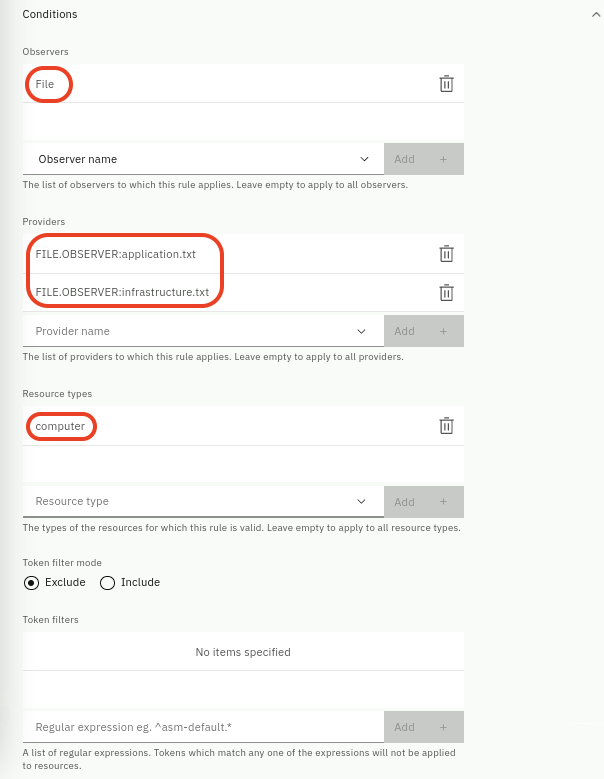 Conditions
Observers
File
Observer name
Add +
The list of observers to which this rule applies. Leave empty to apply to all observers.
Providers
FILE.OBSERVER:application.txt
FILE.OBSERVER:infrastructure.txt
Provider name
Add +
The list of providers to which this rule applies. Leave empty to apply to all providers.
Resource types
computer
Resource type
Add +
The types of the resources for which this rule is valid. Leave empty to apply to all resource types.
Token filter mode
Exclude Include
Token filters
No items specified
Regular expression eg. ^asm-default.*
Add +
A list of regular expressions. Tokens which match any one of the expressions will not be applied
to resources.